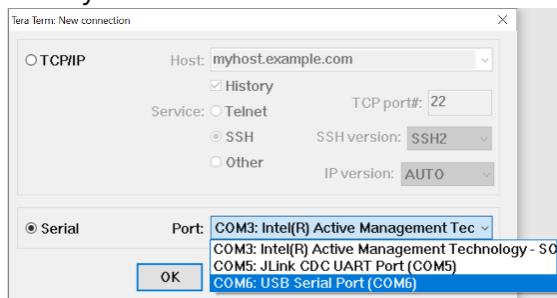 Tera Term: New connection
TCP/IP
Host: myhost.example.com
History
Service: Telnet
TCP port#: 22
SSH
SSH version: SSH2
Other
IP version: AUTO
Serial
Port: COM3: Intel(R) Active Management Tec
COM3: Intel(R) Active Management Technology - SO
COM5: JLink CDC UART Port (COM5)
COM6: USB Serial Port (COM6)
OK